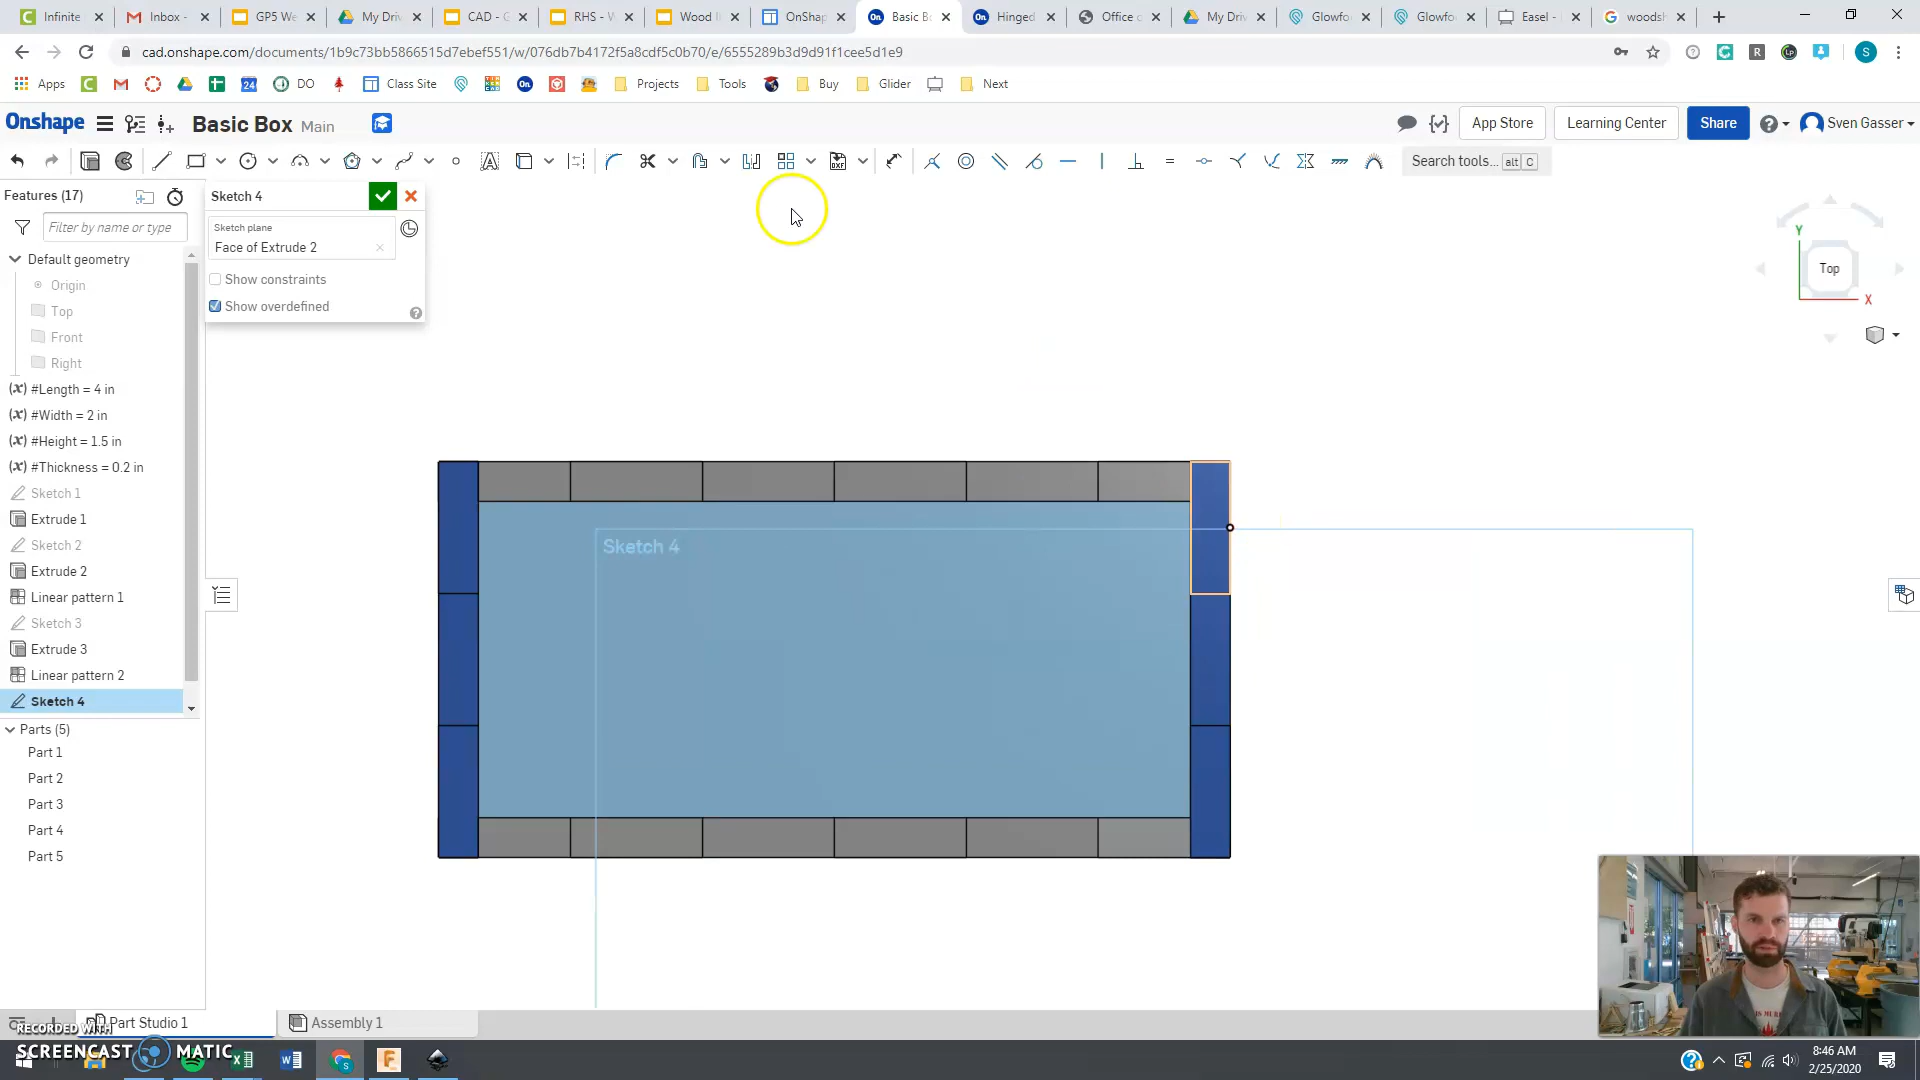 Infinite
Inbox -
GP5 We
My Driv
CAD - G
RHS - W
Wood I
OnShap
Basic Bo
Hinged
Office o
My Driv
Glowfo
Glowfo
Easel -
woodsh
cad.onshape.com/documents/1b9c73bb5866515d7ebef551/w/076db7b4172f5a8cdf5c0b70/e/6555289b3d9d91f1cee5d1e9
Apps
DO
Class Site
Projects
Tools
Buy
Glider
Next
Onshape
Basic Box Main
App Store
Learning Center
Share
Sven Gasser
Search tools... alt C
Features (17)
Filter by name or type
Sketch 4
Sketch plane
Face of Extrude 2
Show constraints
Show overdefined
Default geometry
Origin
Top
Front
Right
(x) #Length = 4 in
(x) #Width = 2 in
(x) #Height = 1.5 in
(x) #Thickness = 0.2 in
Sketch 1
Extrude 1
Sketch 2
Extrude 2
Linear pattern 1
Sketch 3
Extrude 3
Linear pattern 2
Sketch 4
Parts (5)
Part 1
Part 2
Part 3
Part 4
Part 5
Sketch 4
Y
Top
X
Part Studio 1
Assembly 1
RECORDED WITH
SCREENCAST MATIC
8:46 AM
2/25/2020